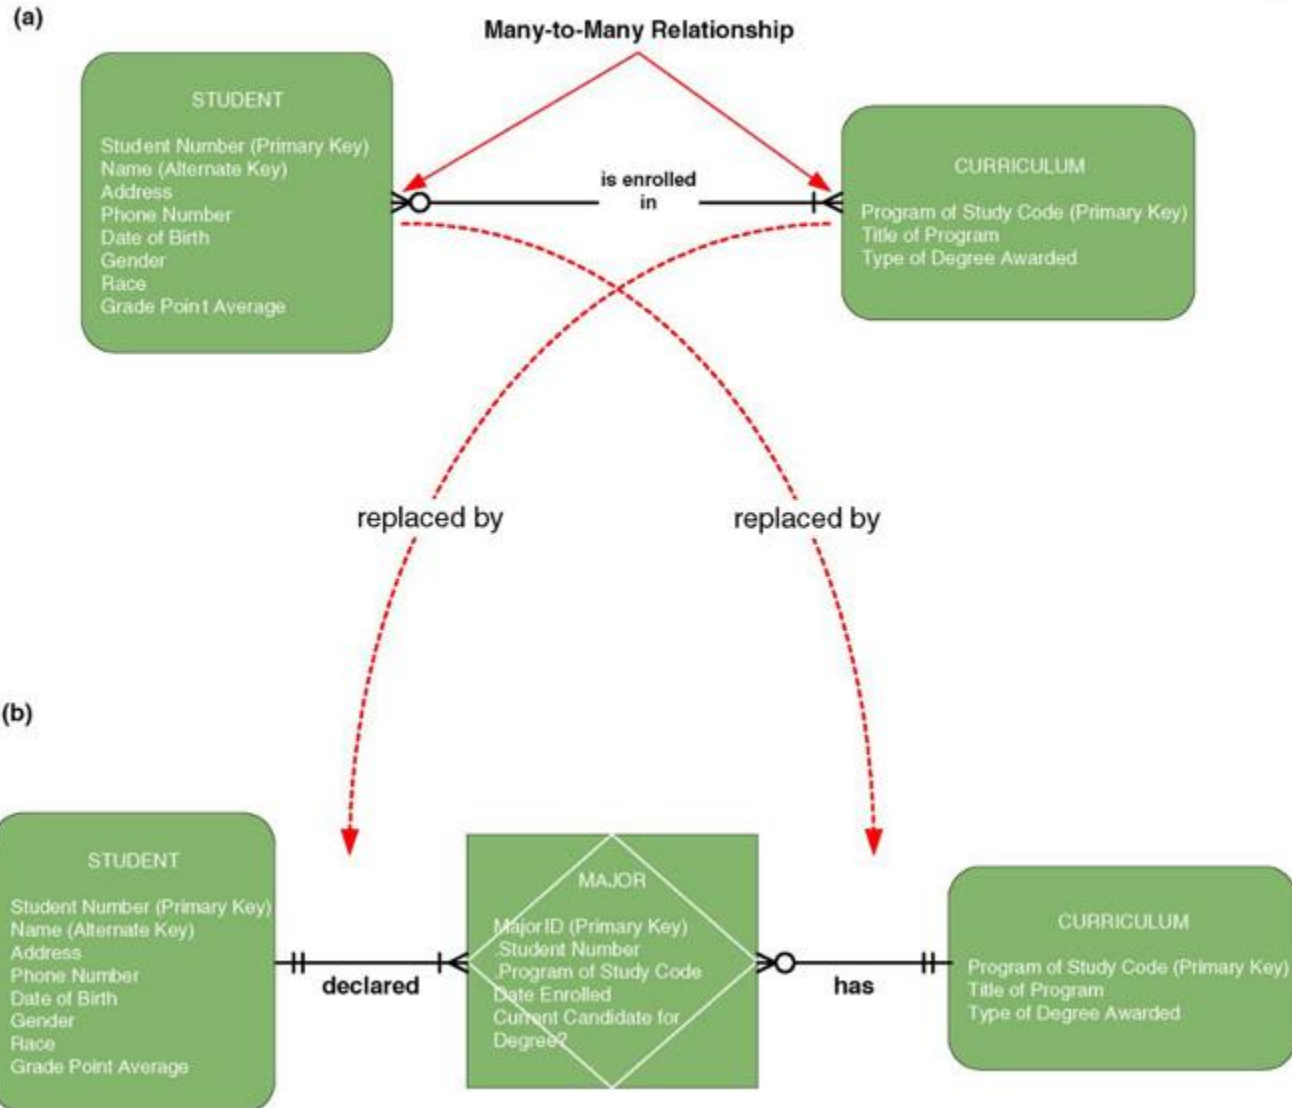 (a)
Many-to-Many Relationship
STUDENT
Student Number (Primary Key)
Name (Alternate Key)
Address
Phone Number
Date of Birth
Gender
Race
Grade Point Average
is enrolled
in
CURRICULUM
Program of Study Code (Primary Key)
Title of Program
Type of Degree Awarded
replaced by
replaced by
(b)
STUDENT
Student Number (Primary Key)
Name (Alternate Key)
Address
Phone Number
Date of Birth
Gender
Race
Grade Point Average
declared
MAJOR
MajorID (Primary Key)
.Student Number
.Program of Study Code
Date Enrolled
Current Candidate for
Degree?
has
CURRICULUM
Program of Study Code (Primary Key)
Title of Program
Type of Degree Awarded